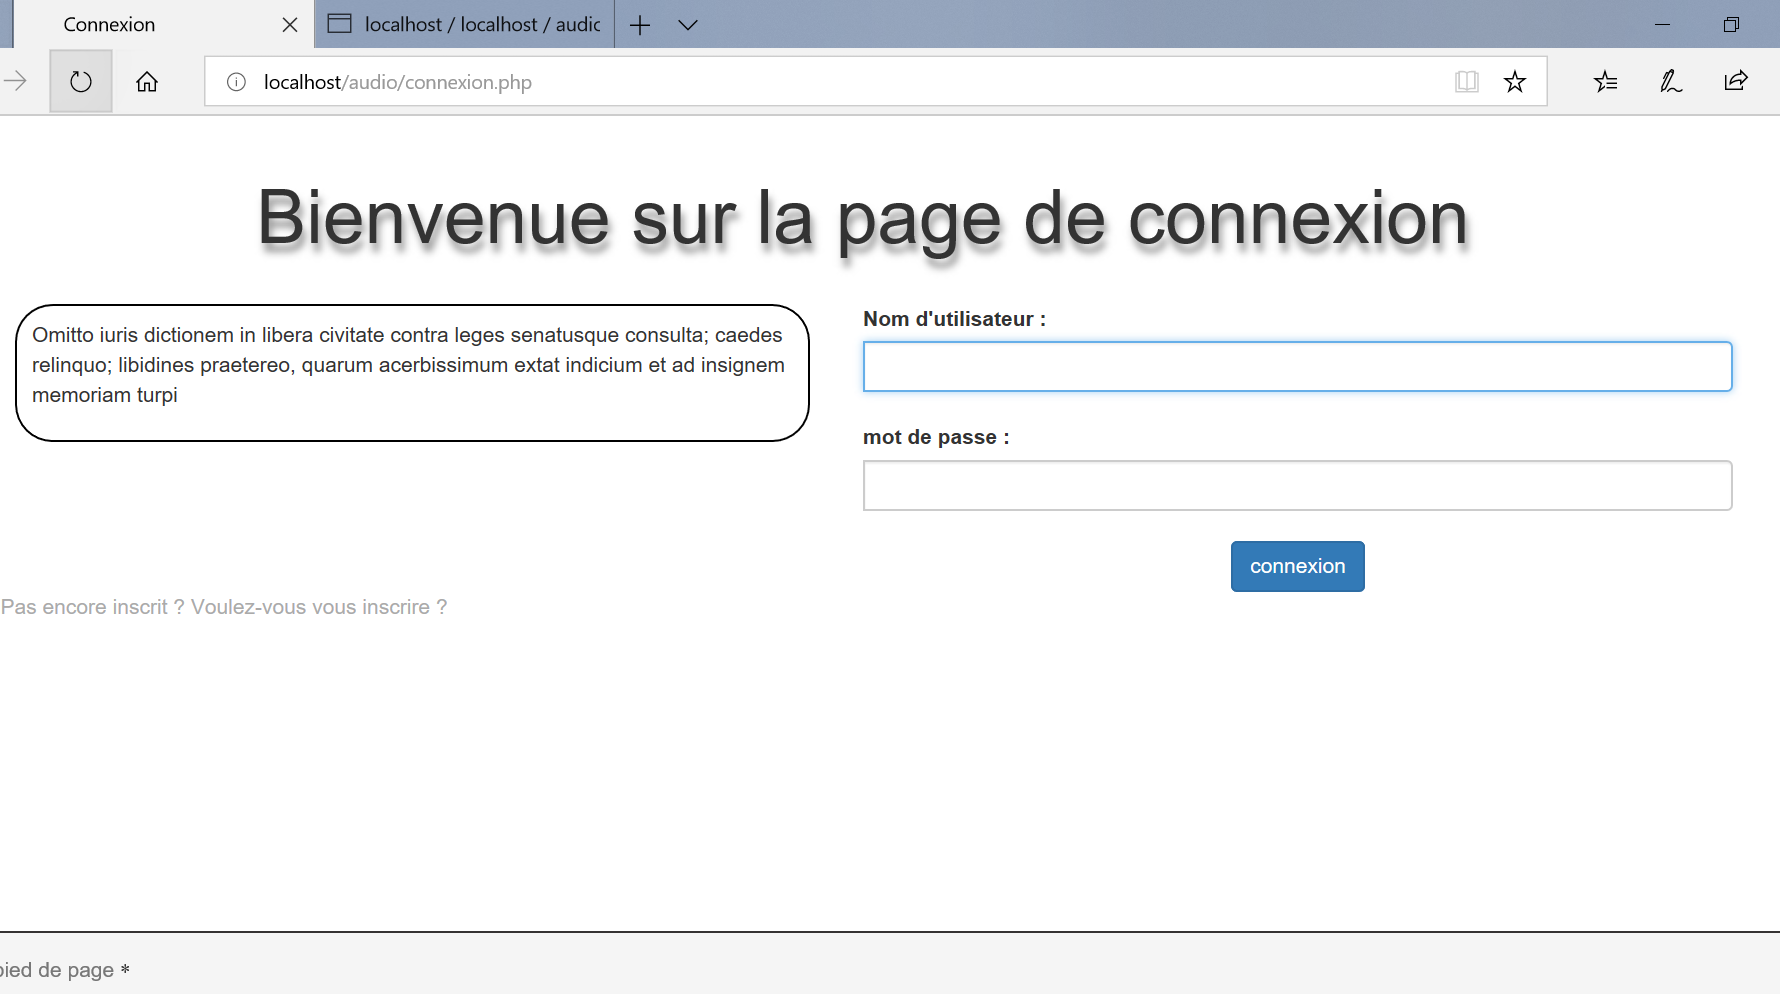 Connexion
localhost / localhost / audic
localhost/audio/connexion.php
Bienvenue sur la page de connexion
Omitto iuris dictionem in libera civitate contra leges senatusque consulta; caedes
relinquo; libidines praetereo, quarum acerbissimum extat indicium et ad insignem
memoriam turpi
Nom d'utilisateur :
mot de passe :
connexion
Pas encore inscrit ? Voulez-vous vous inscrire ?
pied de page *